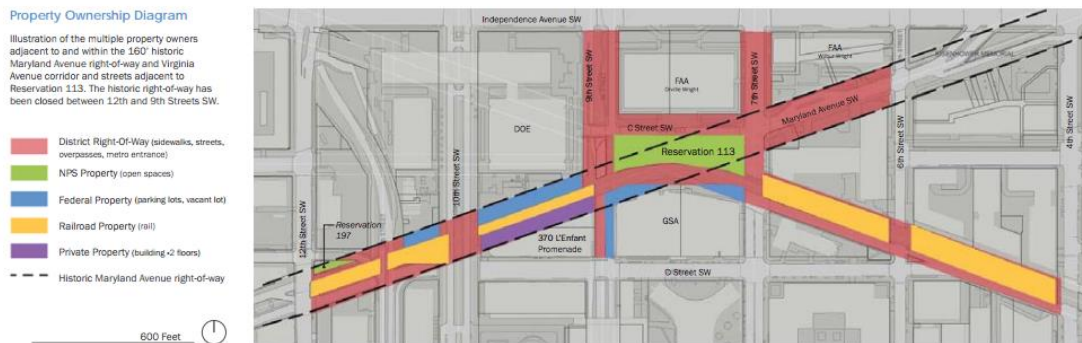 Property Ownership Diagram
Illustration of the multiple property owners
adjacent to and within the 160' historic
Maryland Avenue right-of-way and Virginia
Avenue corridor and streets adjacent to
Reservation 113. The historic right-of-way has
been closed between 12th and 9th Streets SW.
District Right-Of-Way (sidewalks, streets,
overpasses, metro entrance)
NPS Property (open spaces)
Federal Property (parking lots, vacant lot)
Railroad Property (rail)
Private Property (building •2 floors)
Historic Maryland Avenue right-of-way
600 Feet
Independence Avenue SW
12th Street SW
Reservation
197
10th Street SW
DOE
9th Street SW
FAA
Orville Wright
C Street SW
Reservation 113
7th Street SW
FAA
Wilbur Wright
Maryland Avenue SW
EISENHOWER MEMORIAL
6th Street SW
4th Street SW
GSA
370 L'Enfant
Promenade
D Street SW